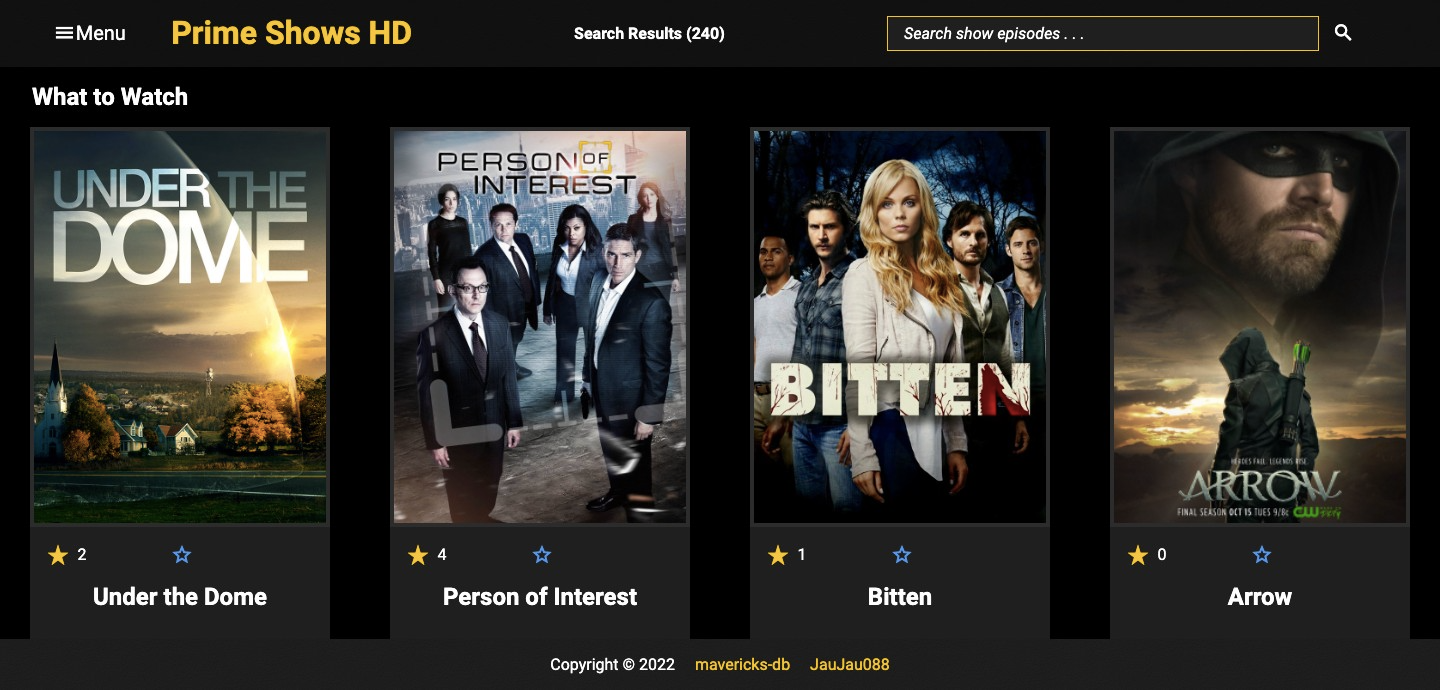 Menu
Prime Shows HD
Search Results (240)
Search show episodes . . .
What to Watch
UNDER THE
DOME
PERSON OF
INTEREST
BITTEN
HEROES FALL. LEGENDS RISE.
ARROW
FINAL SEASON OCT 15 TUES 9/8c CW
2
4
1
0
Under the Dome
Person of Interest
Bitten
Arrow
Copyright © 2022 mavericks-db JauJau088